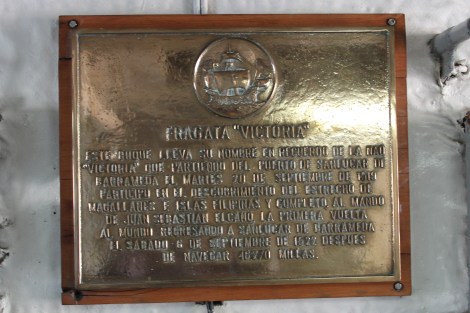 FRAGATA "VICTORIA"
ESTE BUQUE LLEVA SU NOMBRE EN RECUERDO DE LA NAO
"VICTORIA" QUE PARTIENDO DEL PUERTO DE SANLUCAR DE
BARRAMEDA EL MARTES 20 DE SEPTIEMBRE DE 1519
PARTICIPO EN EL DESCUBRIMIENTO DEL ESTRECHO DE
MAGALLANES E ISLAS FILIPINAS Y COMPLETO AL MANDO
DE JUAN SEBASTIAN ELCANO LA PRIMERA VUELTA
AL MUNDO REGRESANDO A SANLUCAR DE BARRAMEDA
EL SABADO 6 DE SEPTIEMBRE DE 1522 DESPUES
DE NAVEGAR MILLAS.